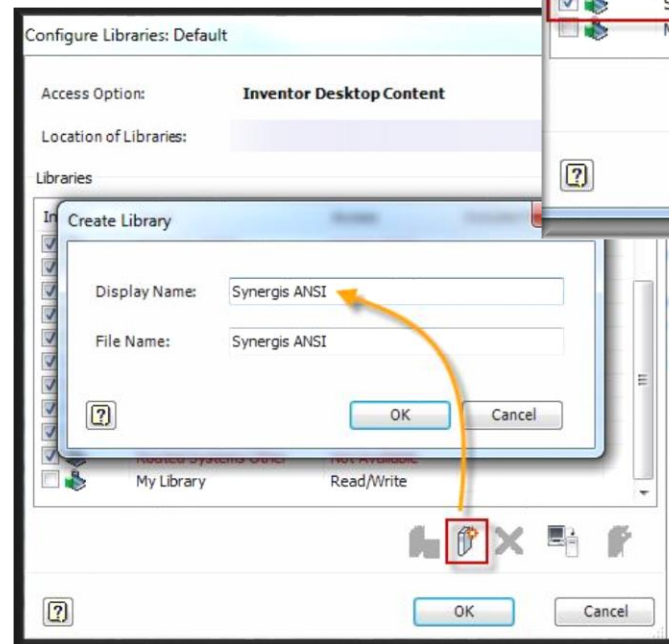 Configure Libraries: Default
Access Option: Inventor Desktop Content
Location of Libraries:
Libraries
In
Create Library
Display Name: Synergis ANSI
File Name: Synergis ANSI
OK Cancel
My Library Read/Write
OK Cancel